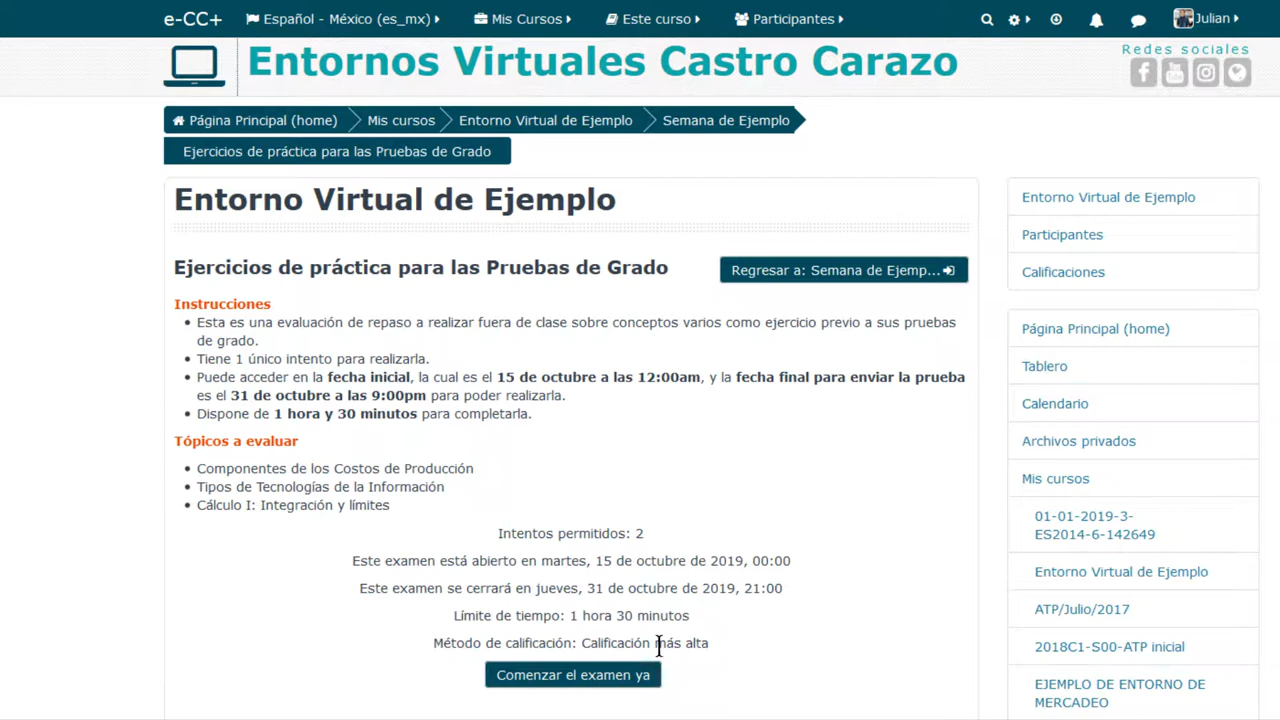 e-CC+ Español - México (es_mx) Mis Cursos Este curso Participantes Julian
Entornos Virtuales Castro Carazo
Redes sociales
Página Principal (home) Mis cursos Entorno Virtual de Ejemplo Semana de Ejemplo
Ejercicios de práctica para las Pruebas de Grado
Entorno Virtual de Ejemplo
Ejercicios de práctica para las Pruebas de Grado
Regresar a: Semana de Ejemp...
Instrucciones
• Esta es una evaluación de repaso a realizar fuera de clase sobre conceptos varios como ejercicio previo a sus pruebas
de grado.
• Tiene 1 único intento para realizarla.
• Puede acceder en la fecha inicial, la cual es el 15 de octubre a las 12:00am, y la fecha final para enviar la prueba
es el 31 de octubre a las 9:00pm para poder realizarla.
• Dispone de 1 hora y 30 minutos para completarla.
Tópicos a evaluar
• Componentes de los Costos de Producción
• Tipos de Tecnologías de la Información
• Cálculo I: Integración y límites
Intentos permitidos: 2
Este examen está abierto en martes, 15 de octubre de 2019, 00:00
Este examen se cerrará en jueves, 31 de octubre de 2019, 21:00
Límite de tiempo: 1 hora 30 minutos
Método de calificación: Calificación más alta
Comenzar el examen ya
Entorno Virtual de Ejemplo
Participantes
Calificaciones
Página Principal (home)
Tablero
Calendario
Archivos privados
Mis cursos
01-01-2019-3-
ES2014-6-142649
Entorno Virtual de Ejemplo
ATP/Julio/2017
2018C1-S00-ATP inicial
EJEMPLO DE ENTORNO DE
MERCADEO